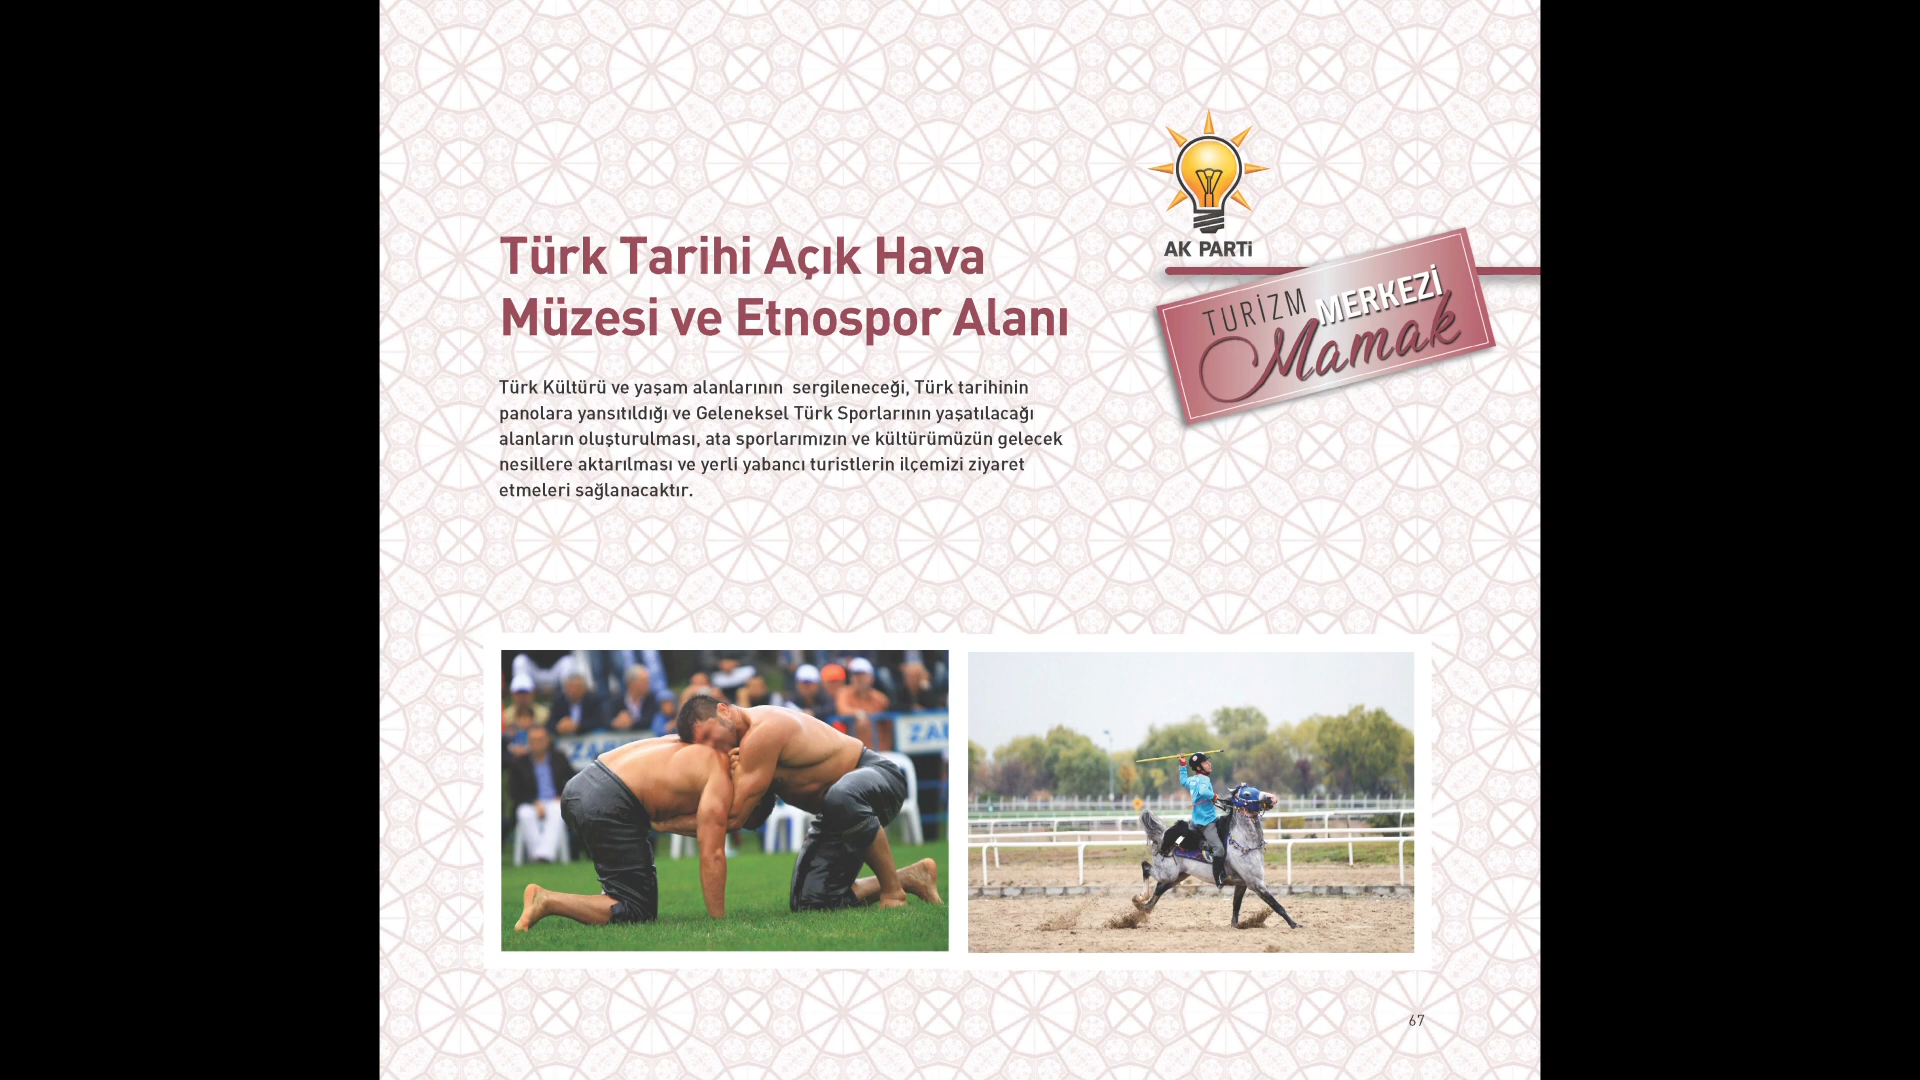 AK PARTi
Türk Tarihi Açık Hava
Müzesi ve Etnospor Alanı
TURİZM MERKEZİ
Mamak
Türk Kültürü ve yaşam alanlarının  sergileneceği, Türk tarihinin
panolara yansıtıldığı ve Geleneksel Türk Sporlarının yaşatılacağı
alanların oluşturulması, ata sporlarımızın ve kültürümüzün gelecek
nesillere aktarılması ve yerli yabancı turistlerin ilçemizi ziyaret
etmeleri sağlanacaktır.
67